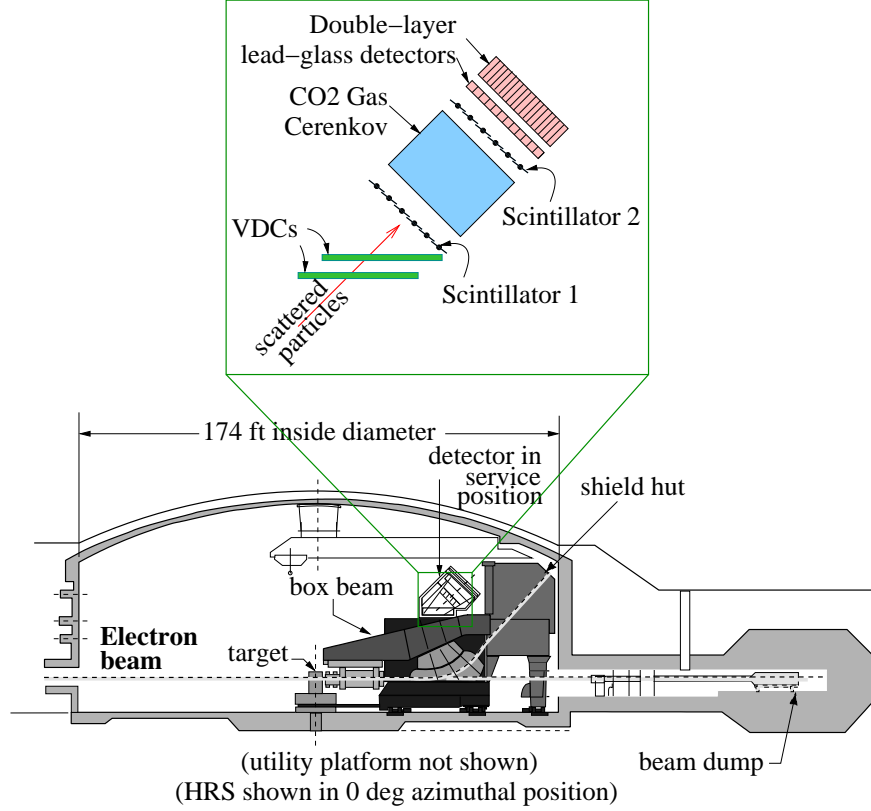 Double−layer
lead−glass detectors
CO2 Gas
Cerenkov
Scintillator 2
VDCs
Scintillator 1
scattered
particles
174 ft inside diameter
detector in
service
position
shield hut
box beam
Electron
beam
target
beam dump
(utility platform not shown)
(HRS shown in 0 deg azimuthal position)